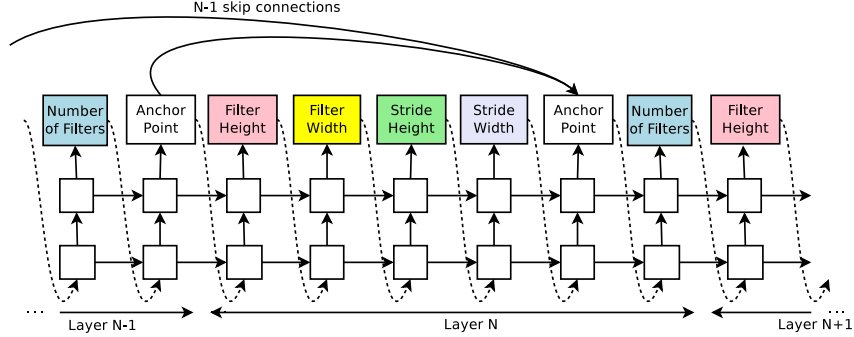 N-1 skip connections
Number
of Filters
Anchor
Point
Filter
Height
Filter
Width
Stride
Height
Stride
Width
Anchor
Point
Number
of Filters
Filter
Height
...
Layer N-1
Layer N
Layer N+1
...